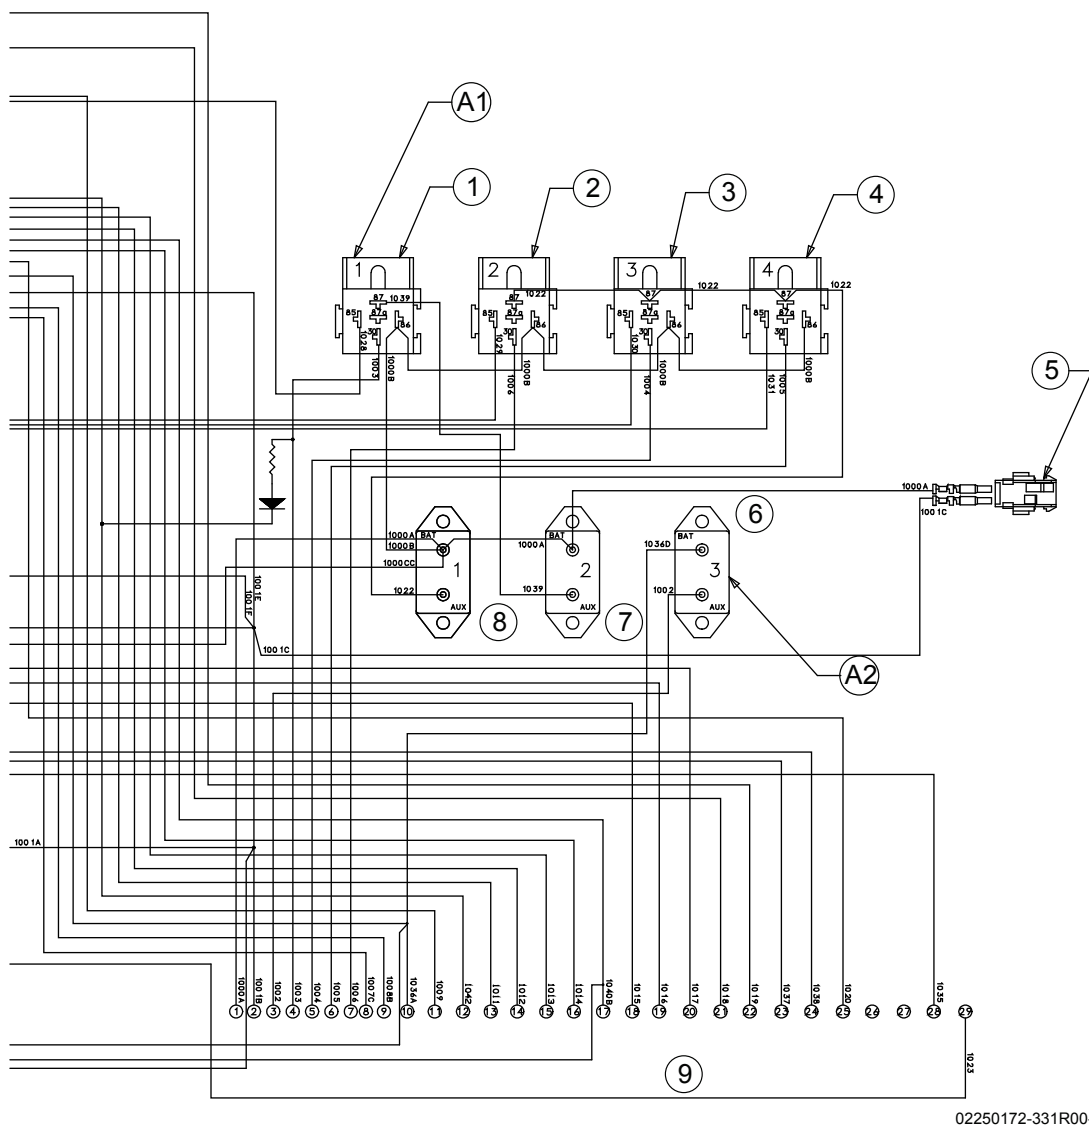 A1
1
2
3
4
1
2
3
4
87
1039
87
1022
87
1022
87
1022
85
87a
86
85
87a
86
85
87a
86
85
87a
86
30
30
30
30
1028
1003
1000B
1029
1006
1000B
1030
1004
1000B
1031
1005
1000B
5
1000A
1001C
6
1000A
BAT
1000B
1000CC
1
1022
AUX
8
1000A
BAT
2
1039
AUX
7
1036D
BAT
3
1002
AUX
A2
1001E
1001F
1001C
1001A
1000A
1001B
1002
1003
1004
1005
1006
1007C
1008B
1036A
1009
1042
1011
1012
1013
1014
1040B
1015
1016
1017
1018
1019
1037
1038
1020
1035
1 2 3 4 5 6 7 8 9 10 11 12 13 14 15 16 17 18 19 20 21 22 23 24 25 26 27 28 29
1023
9
02250172-331R00